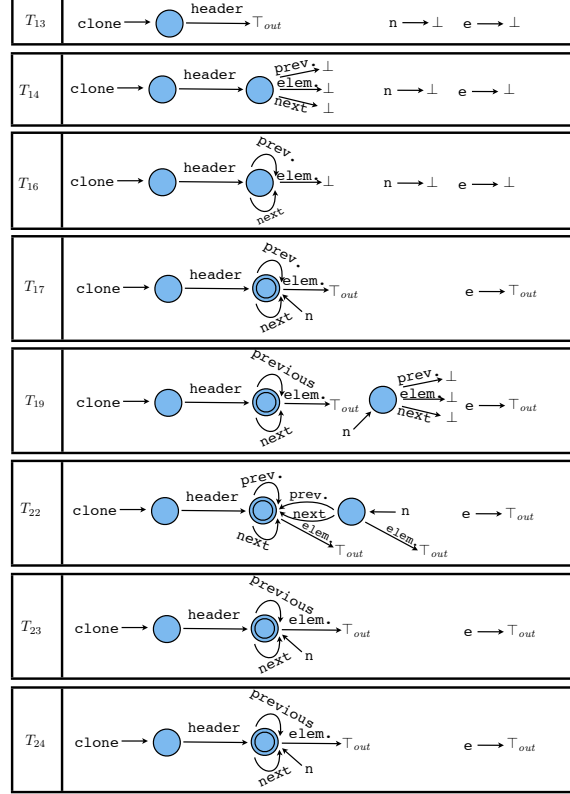 T13 clone header ⊤out n ⊥ e ⊥
T14 clone header prev. ⊥ elem. ⊥ next ⊥ n ⊥ e ⊥
T16 clone header prev. elem. ⊥ next n ⊥ e ⊥
T17 clone header prev. elem. ⊤out next n e ⊤out
T19 clone header previous elem. ⊤out next n prev. ⊥ elem. ⊥ next ⊥ e ⊤out
T22 clone header prev. next prev. next elem. ⊤out n elem. ⊤out e ⊤out
T23 clone header previous elem. ⊤out next n e ⊤out
T24 clone header previous elem. ⊤out next n e ⊤out